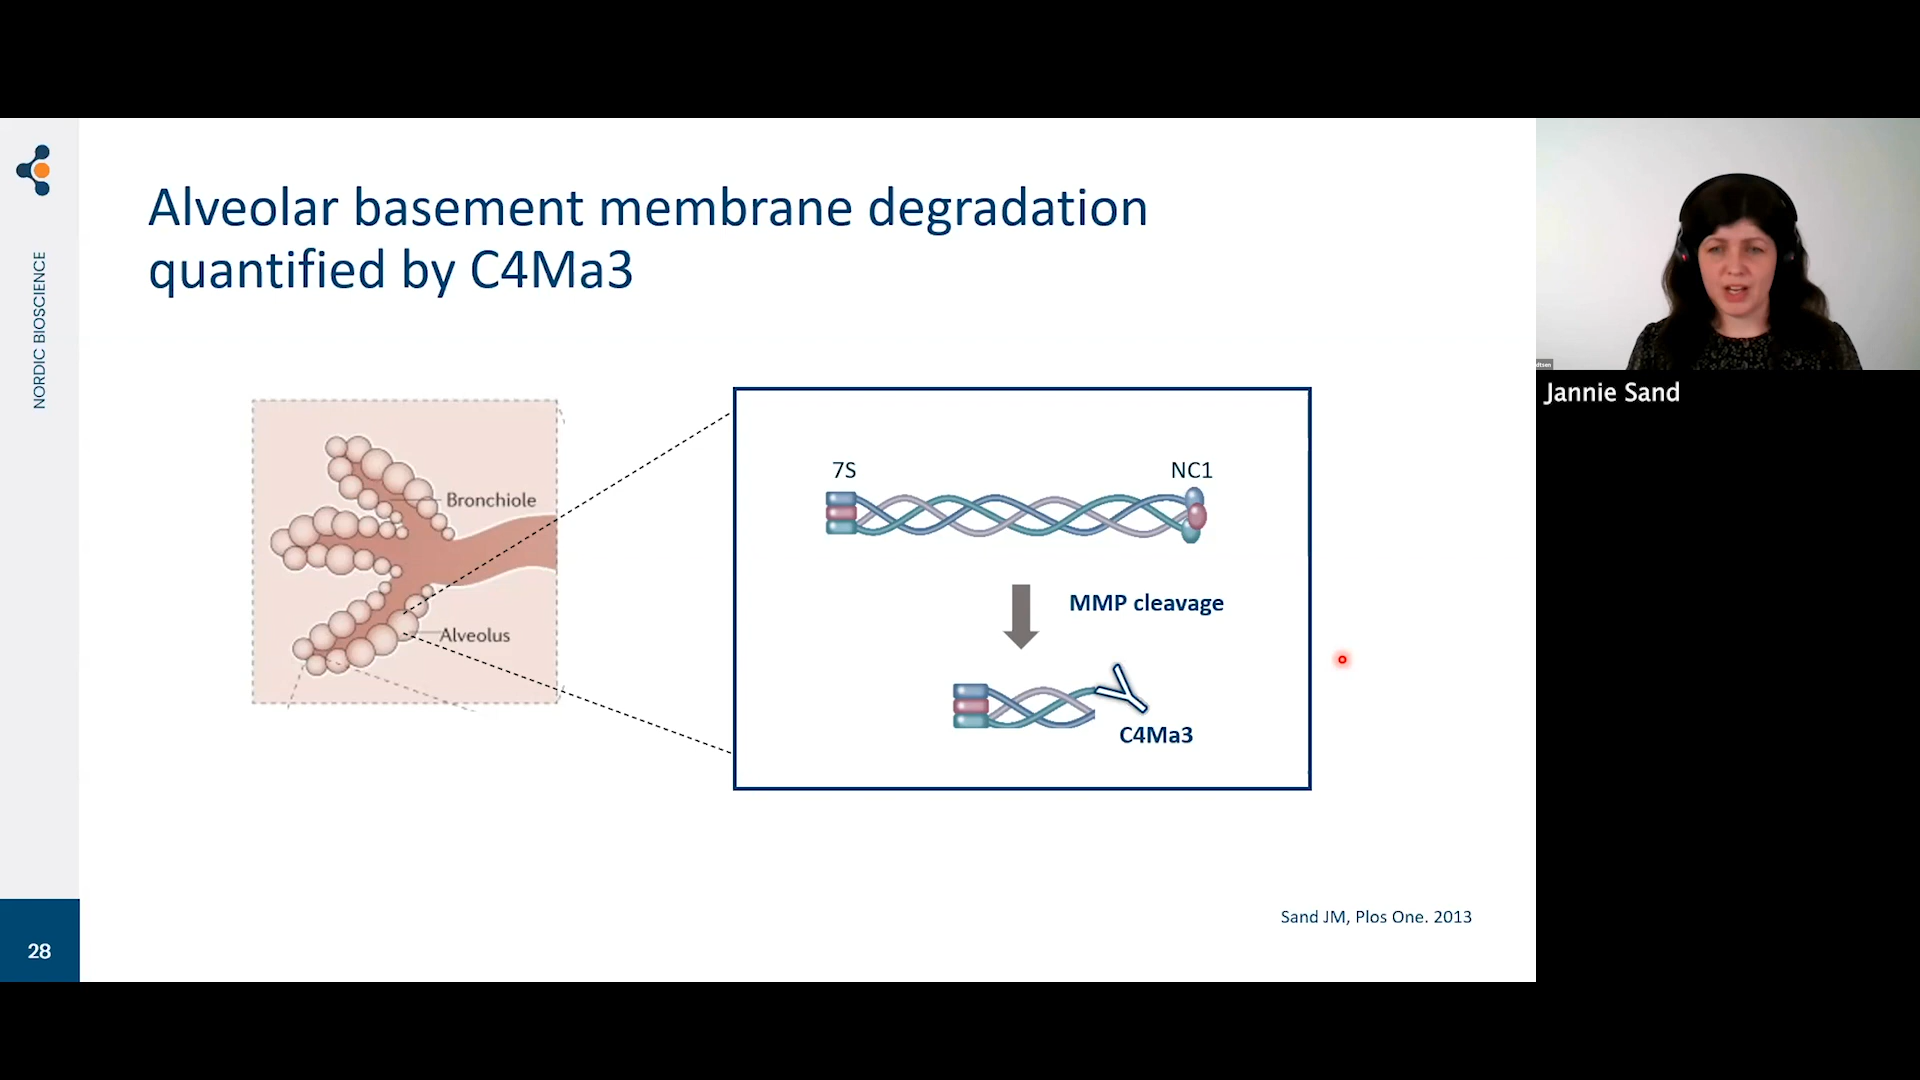 NORDIC BIOSCIENCE
Alveolar basement membrane degradation
quantified by C4Ma3
Bronchiole
Alveolus
7S
NC1
MMP cleavage
C4Ma3
Sand JM, Plos One. 2013
28
Jannie Sand